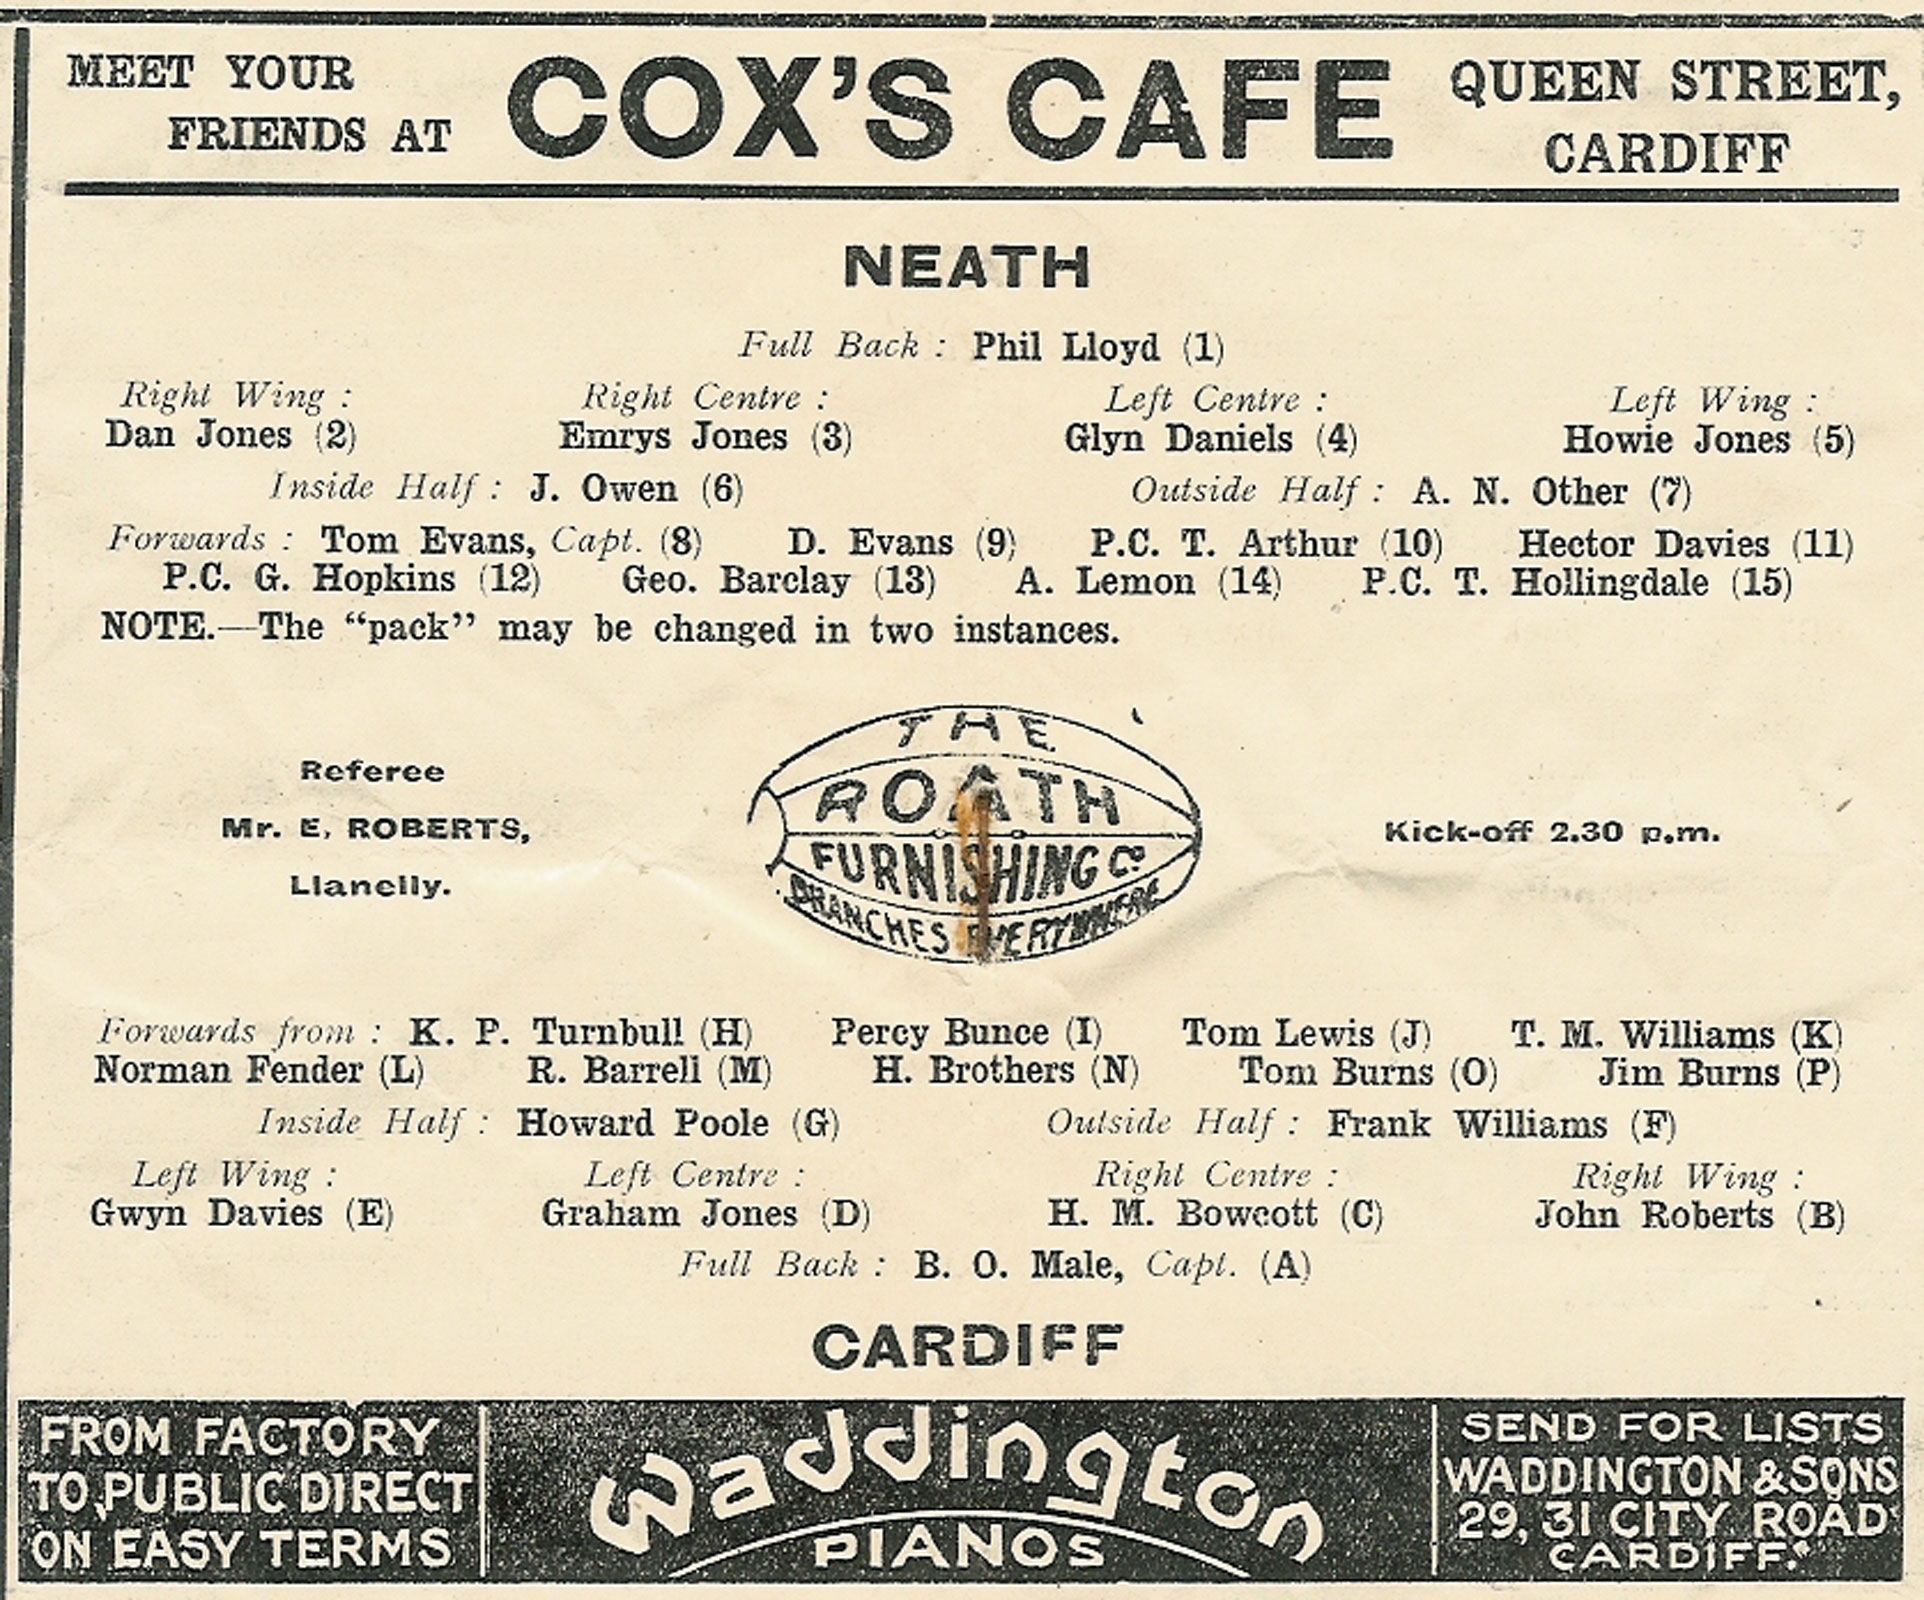 MEET YOUR
FRIENDS AT
COX'S CAFE
QUEEN STREET,
CARDIFF
NEATH
Full Back : Phil Lloyd (1)
Right Wing : Right Centre : Left Centre : Left Wing :
Dan Jones (2) Emrys Jones (3) Glyn Daniels (4) Howie Jones (5)
Inside Half : J. Owen (6) Outside Half : A. N. Other (7)
Forwards : Tom Evans, Capt. (8) D. Evans (9) P.C. T. Arthur (10) Hector Davies (11)
P.C. G. Hopkins (12) Geo. Barclay (13) A. Lemon (14) P.C. T. Hollingdale (15)
NOTE.—The “pack” may be changed in two instances.
Referee
Mr. E. ROBERTS,
Llanelly.
THE
ROATH
FURNISHING Co
BRANCHES EVERYWHERE
Kick-off 2.30 p.m.
Forwards from : K. P. Turnbull (H) Percy Bunce (I) Tom Lewis (J) T. M. Williams (K)
Norman Fender (L) R. Barrell (M) H. Brothers (N) Tom Burns (O) Jim Burns (P)
Inside Half : Howard Poole (G) Outside Half : Frank Williams (F)
Left Wing : Left Centre : Right Centre : Right Wing :
Gwyn Davies (E) Graham Jones (D) H. M. Bowcott (C) John Roberts (B)
Full Back : B. O. Male, Capt. (A)
CARDIFF
FROM FACTORY
TO PUBLIC DIRECT
ON EASY TERMS
Waddington
PIANOS
SEND FOR LISTS
WADDINGTON & SONS
29, 31 CITY ROAD
CARDIFF.